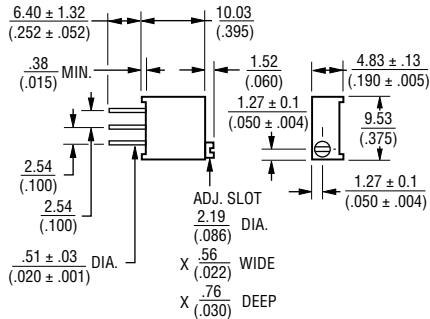 6.40 ± 1.32
(.252 ± .052)
10.03
(.395)
.38
(.015)
MIN.
1.52
(.060)
4.83 ± .13
(.190 ± .005)
1.27 ± 0.1
(.050 ± .004)
9.53
(.375)
2.54
(.100)
2.54
(.100)
1.27 ± 0.1
(.050 ± .004)
.51 ± .03
(.020 ± .001)
DIA.
ADJ. SLOT
2.19
(.086)
DIA.
X .56
(.022)
WIDE
X .76
(.030)
DEEP